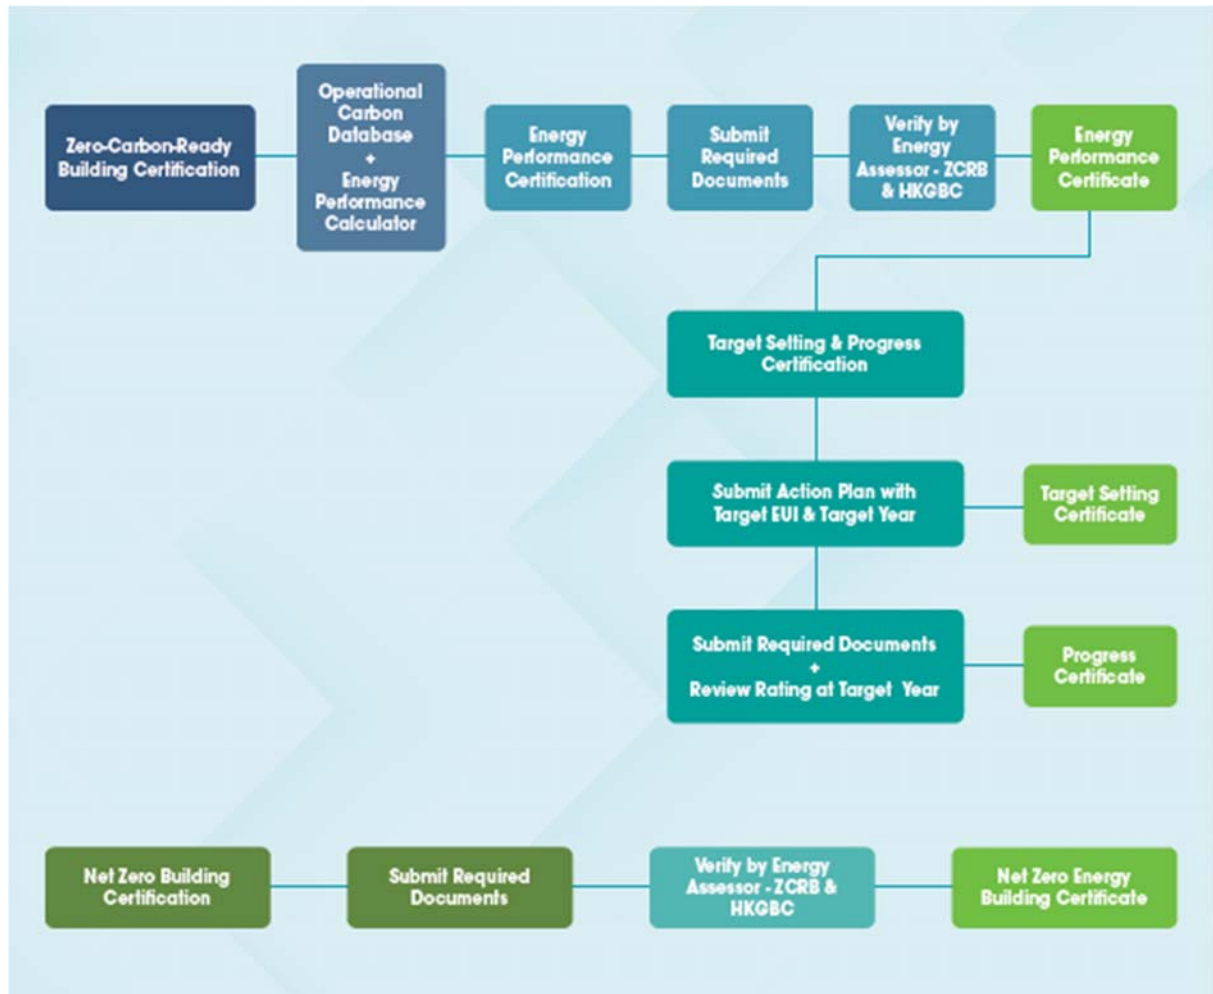 Zero-Carbon-Ready
Building Certification
Operational
Carbon
Database
+
Energy
Performance
Calculator
Energy
Performance
Certification
Submit
Required
Documents
Verify by
Energy
Assessor - ZCRB
& HKGBC
Energy
Performance
Certificate
Target Setting & Progress
Certification
Submit Action Plan with
Target EUI & Target Year
Target Setting
Certificate
Submit Required Documents
+
Review Rating at Target Year
Progress
Certificate
Net Zero Building
Certification
Submit Required
Documents
Verify by Energy
Assessor - ZCRB &
HKGBC
Net Zero Energy
Building Certificate